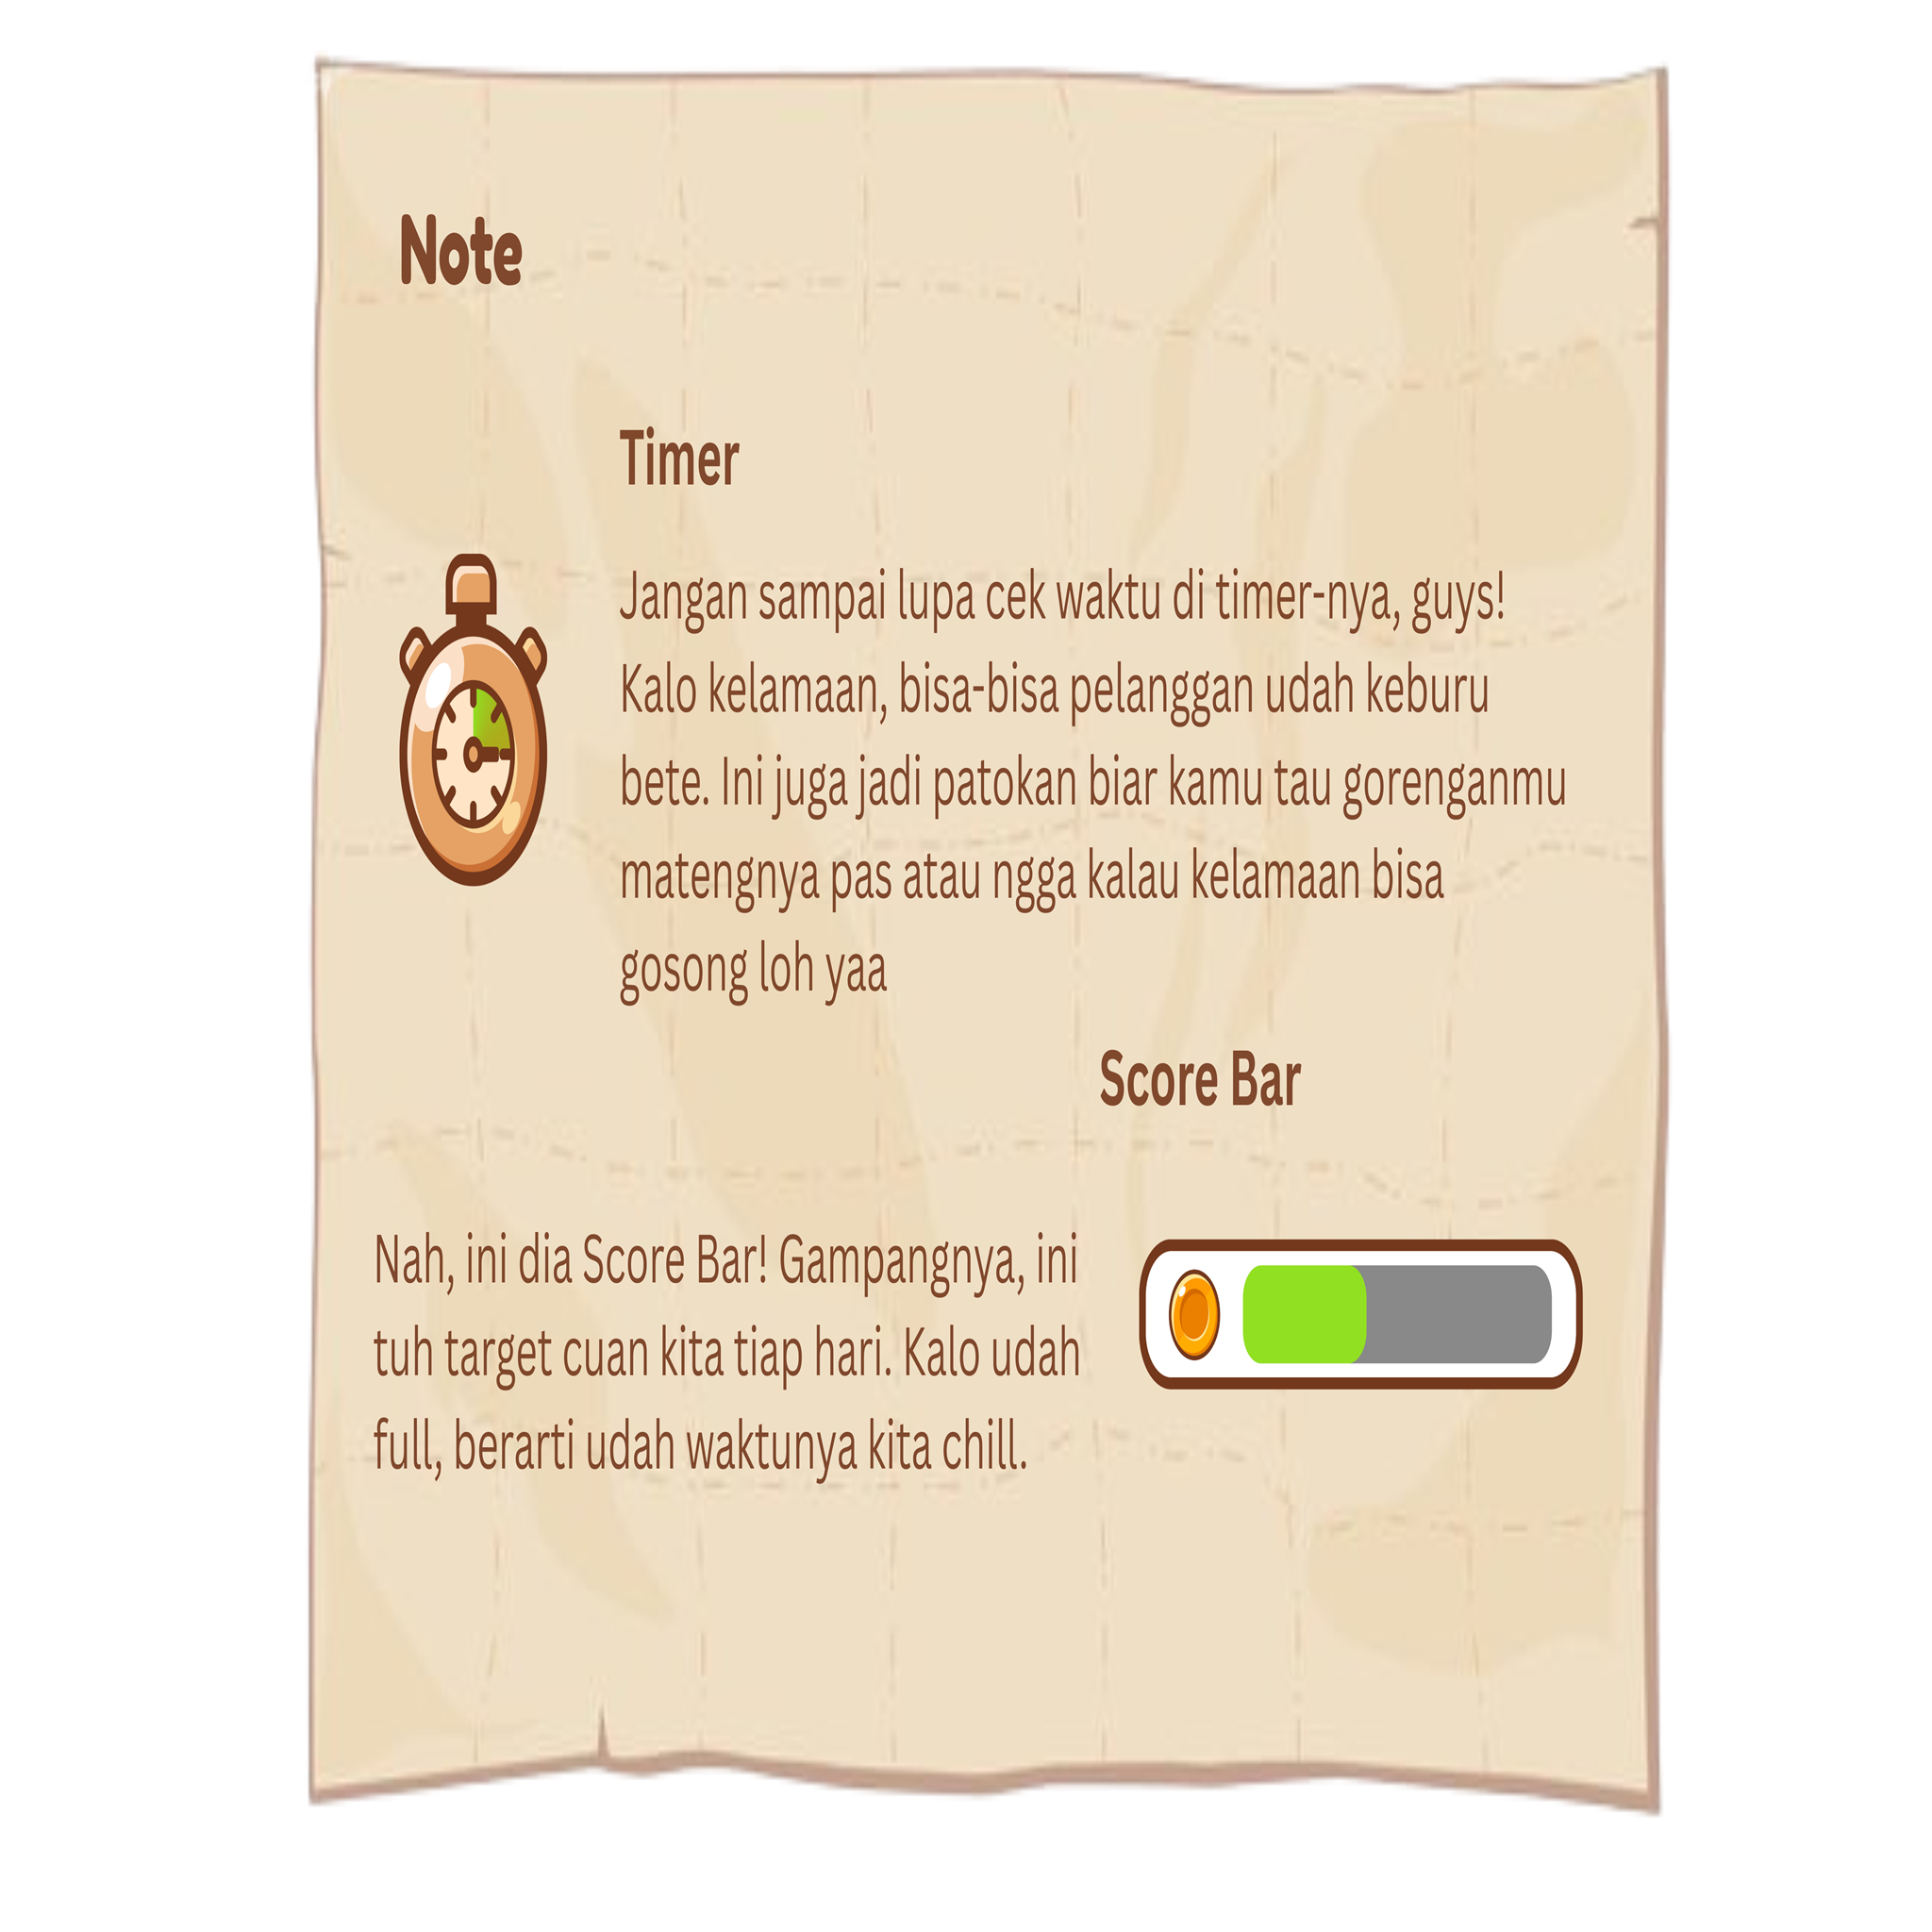 Note
Timer
Jangan sampai lupa cek waktu di timer-nya, guys!
Kalo kelamaan, bisa-bisa pelanggan udah keburu
bete. Ini juga jadi patokan biar kamu tau gorenganmu
matengnya pas atau ngga kalau kelamaan bisa
gosong loh yaa
Score Bar
Nah, ini dia Score Bar! Gampangnya, ini
tuh target cuan kita tiap hari. Kalo udah
full, berarti udah waktunya kita chill.